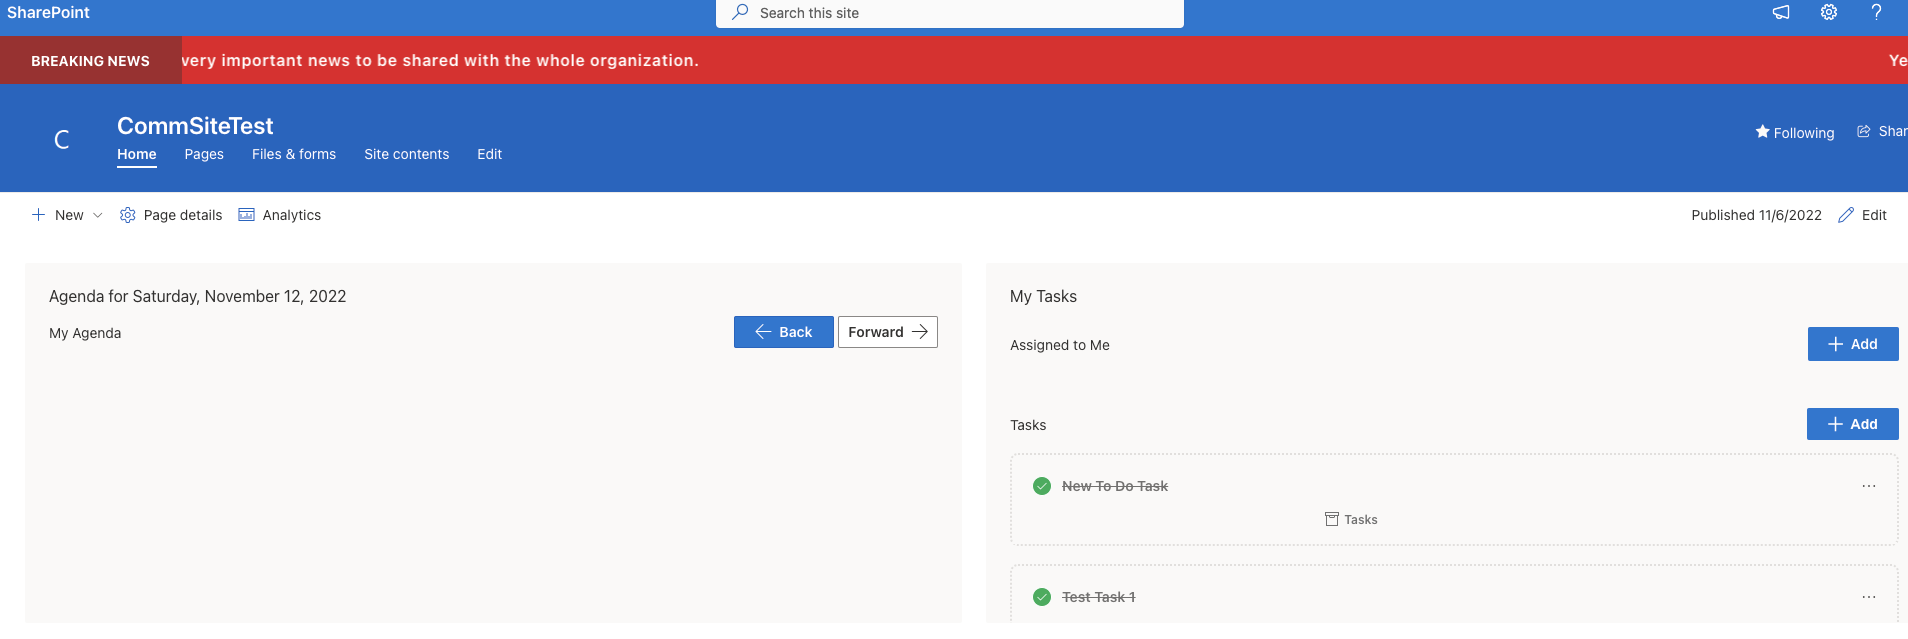 SharePoint
Search this site
BREAKING NEWS
very important news to be shared with the whole organization.
C
CommSiteTest
Home Pages Files & forms Site contents Edit
Following
New Page details Analytics
Published 11/6/2022 Edit
Agenda for Saturday, November 12, 2022
My Agenda
Back Forward
My Tasks
Assigned to Me
Add
Tasks
Add
New To Do Task
Tasks
Test Task 1